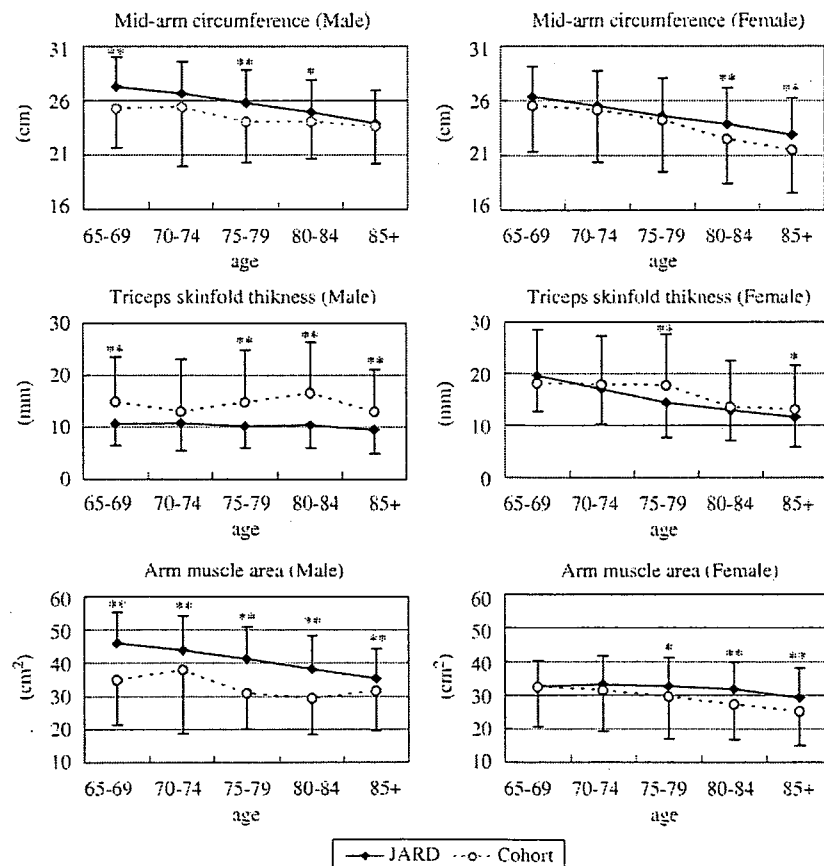 Mid-arm circumference (Male)
31
26
21
16
(cm)
** ** *
65-69 70-74 75-79 80-84 85+
age
Mid-arm circumference (Female)
31
26
21
16
(cm)
** **
65-69 70-74 75-79 80-84 85+
age
Triceps skinfold thikness (Male)
30
20
10
0
(mm)
** ** ** **
65-69 70-74 75-79 80-84 85+
age
Triceps skinfold thikness (Female)
30
20
10
0
(mm)
** *
65-69 70-74 75-79 80-84 85+
age
Arm muscle area (Male)
60
50
40
30
20
10
(cm²)
** ** ** ** **
65-69 70-74 75-79 80-84 85+
age
Arm muscle area (Female)
60
50
40
30
20
10
(cm²)
* ** **
65-69 70-74 75-79 80-84 85+
age
JARD Cohort